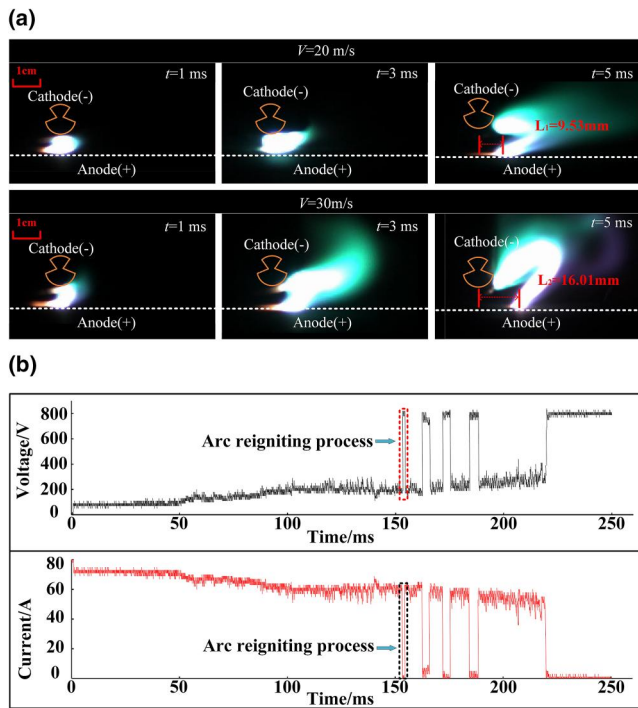 (a)
V=20 m/s
1cm
Cathode(-)
Anode(+)
t=1 ms
Cathode(-)
Anode(+)
t=3 ms
Cathode(-)
L₁=9.53mm
Anode(+)
t=5 ms
V=30m/s
1cm
Cathode(-)
Anode(+)
t=1 ms
Cathode(-)
Anode(+)
t=3 ms
Cathode(-)
L₂=16.01mm
Anode(+)
t=5 ms
(b)
Voltage/V
800
600
400
200
0
Arc reigniting process
0 50 100 150 200 250
Time/ms
Current/A
80
60
40
20
0
Arc reigniting process
0 50 100 150 200 250
Time/ms